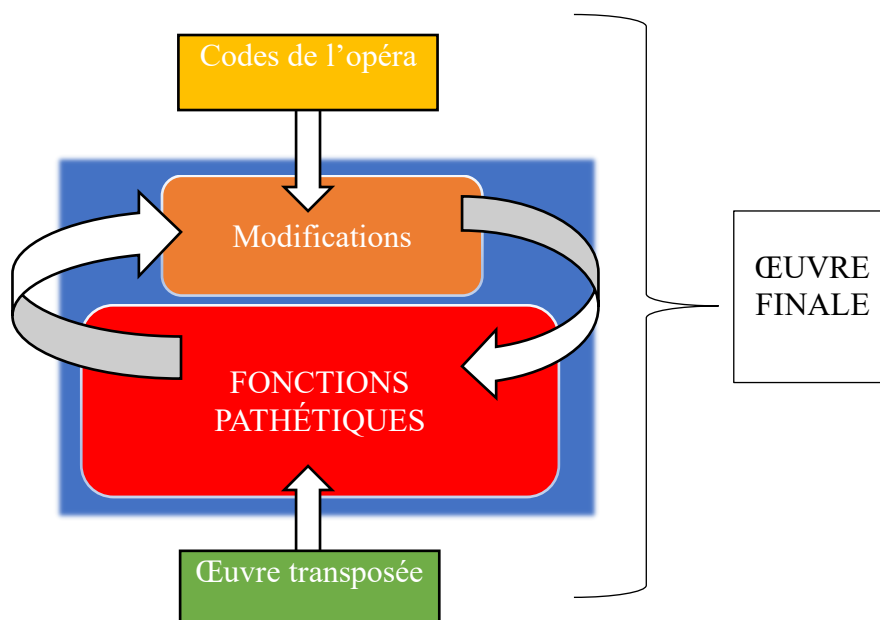 Codes de l’opéra
Modifications
FONCTIONS
PATHÉTIQUES
Œuvre transposée
ŒUVRE
FINALE